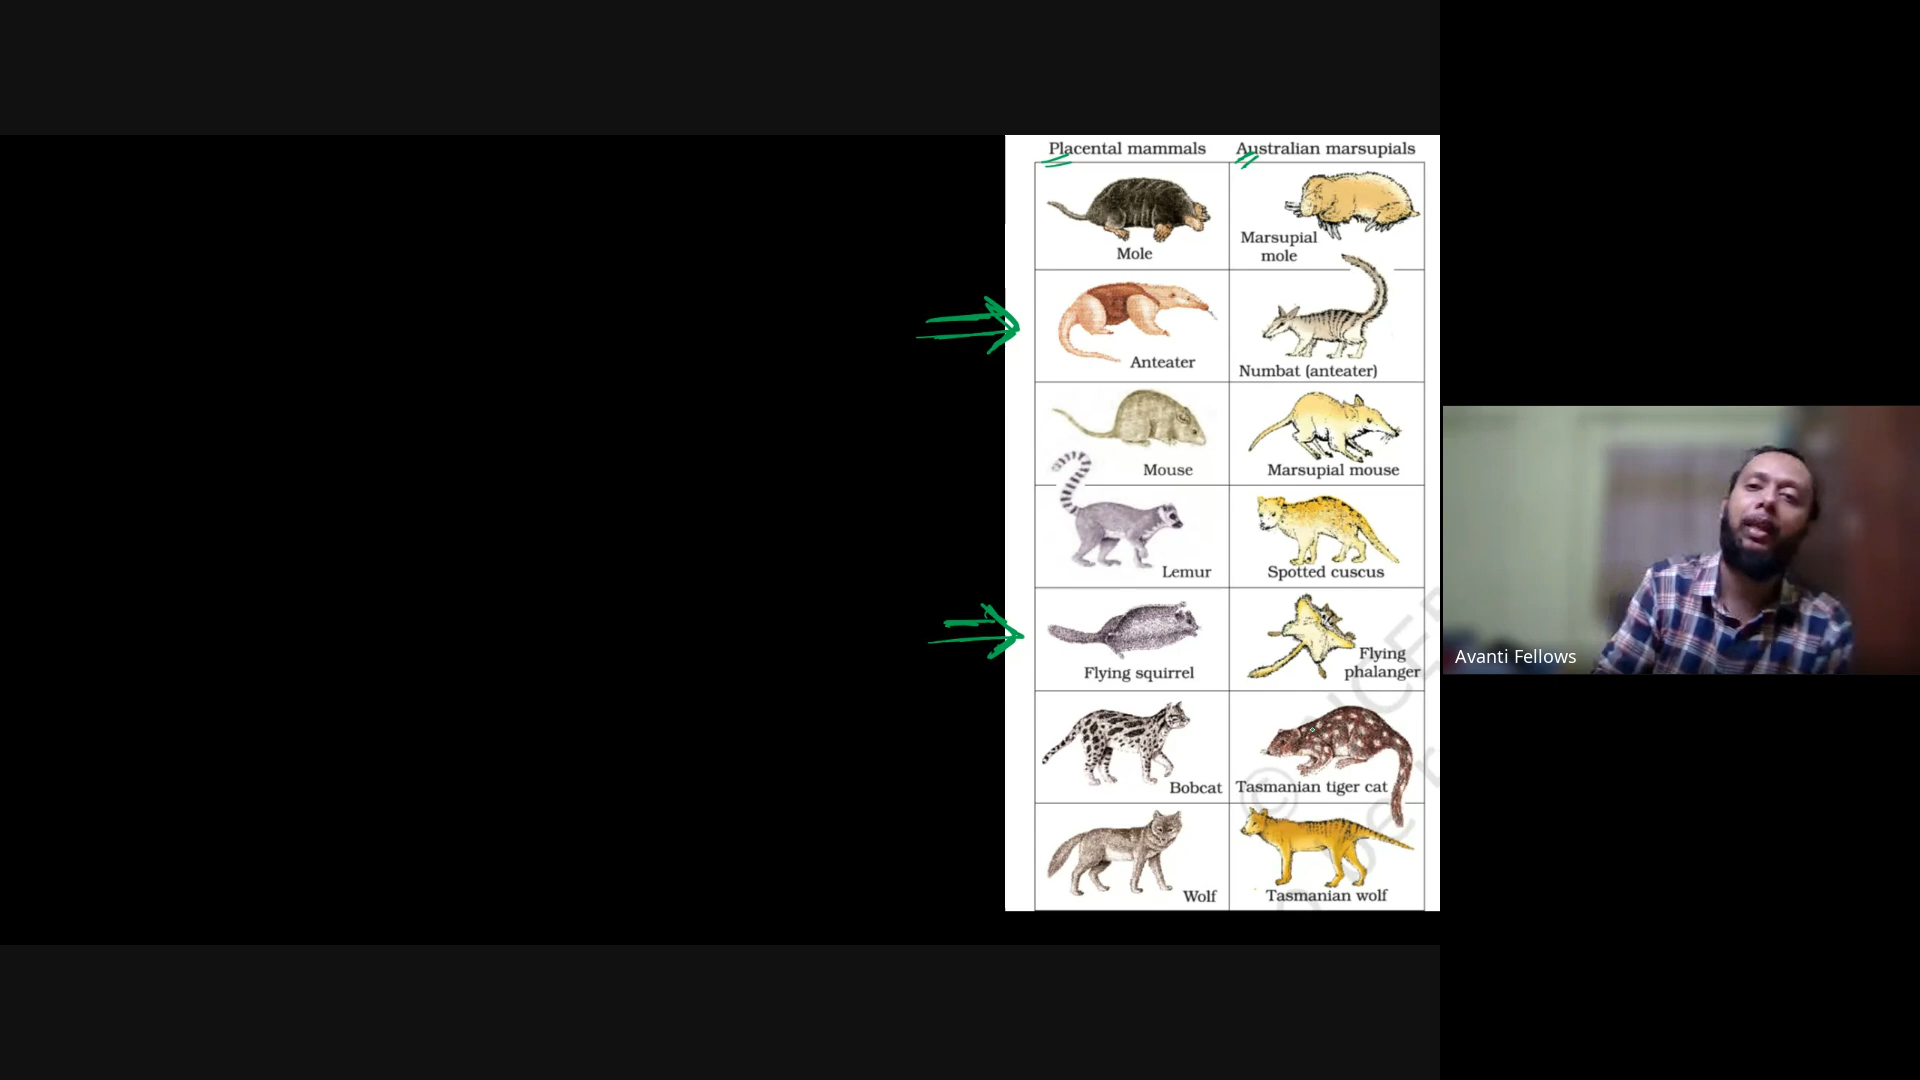 Placental mammals Australian marsupials
Mole
Marsupial
mole
Anteater
Numbat (anteater)
Mouse
Marsupial mouse
Lemur
Spotted cuscus
Flying squirrel
Flying
phalanger
Bobcat
Tasmanian tiger cat
Wolf
Tasmanian wolf
Avanti Fellows